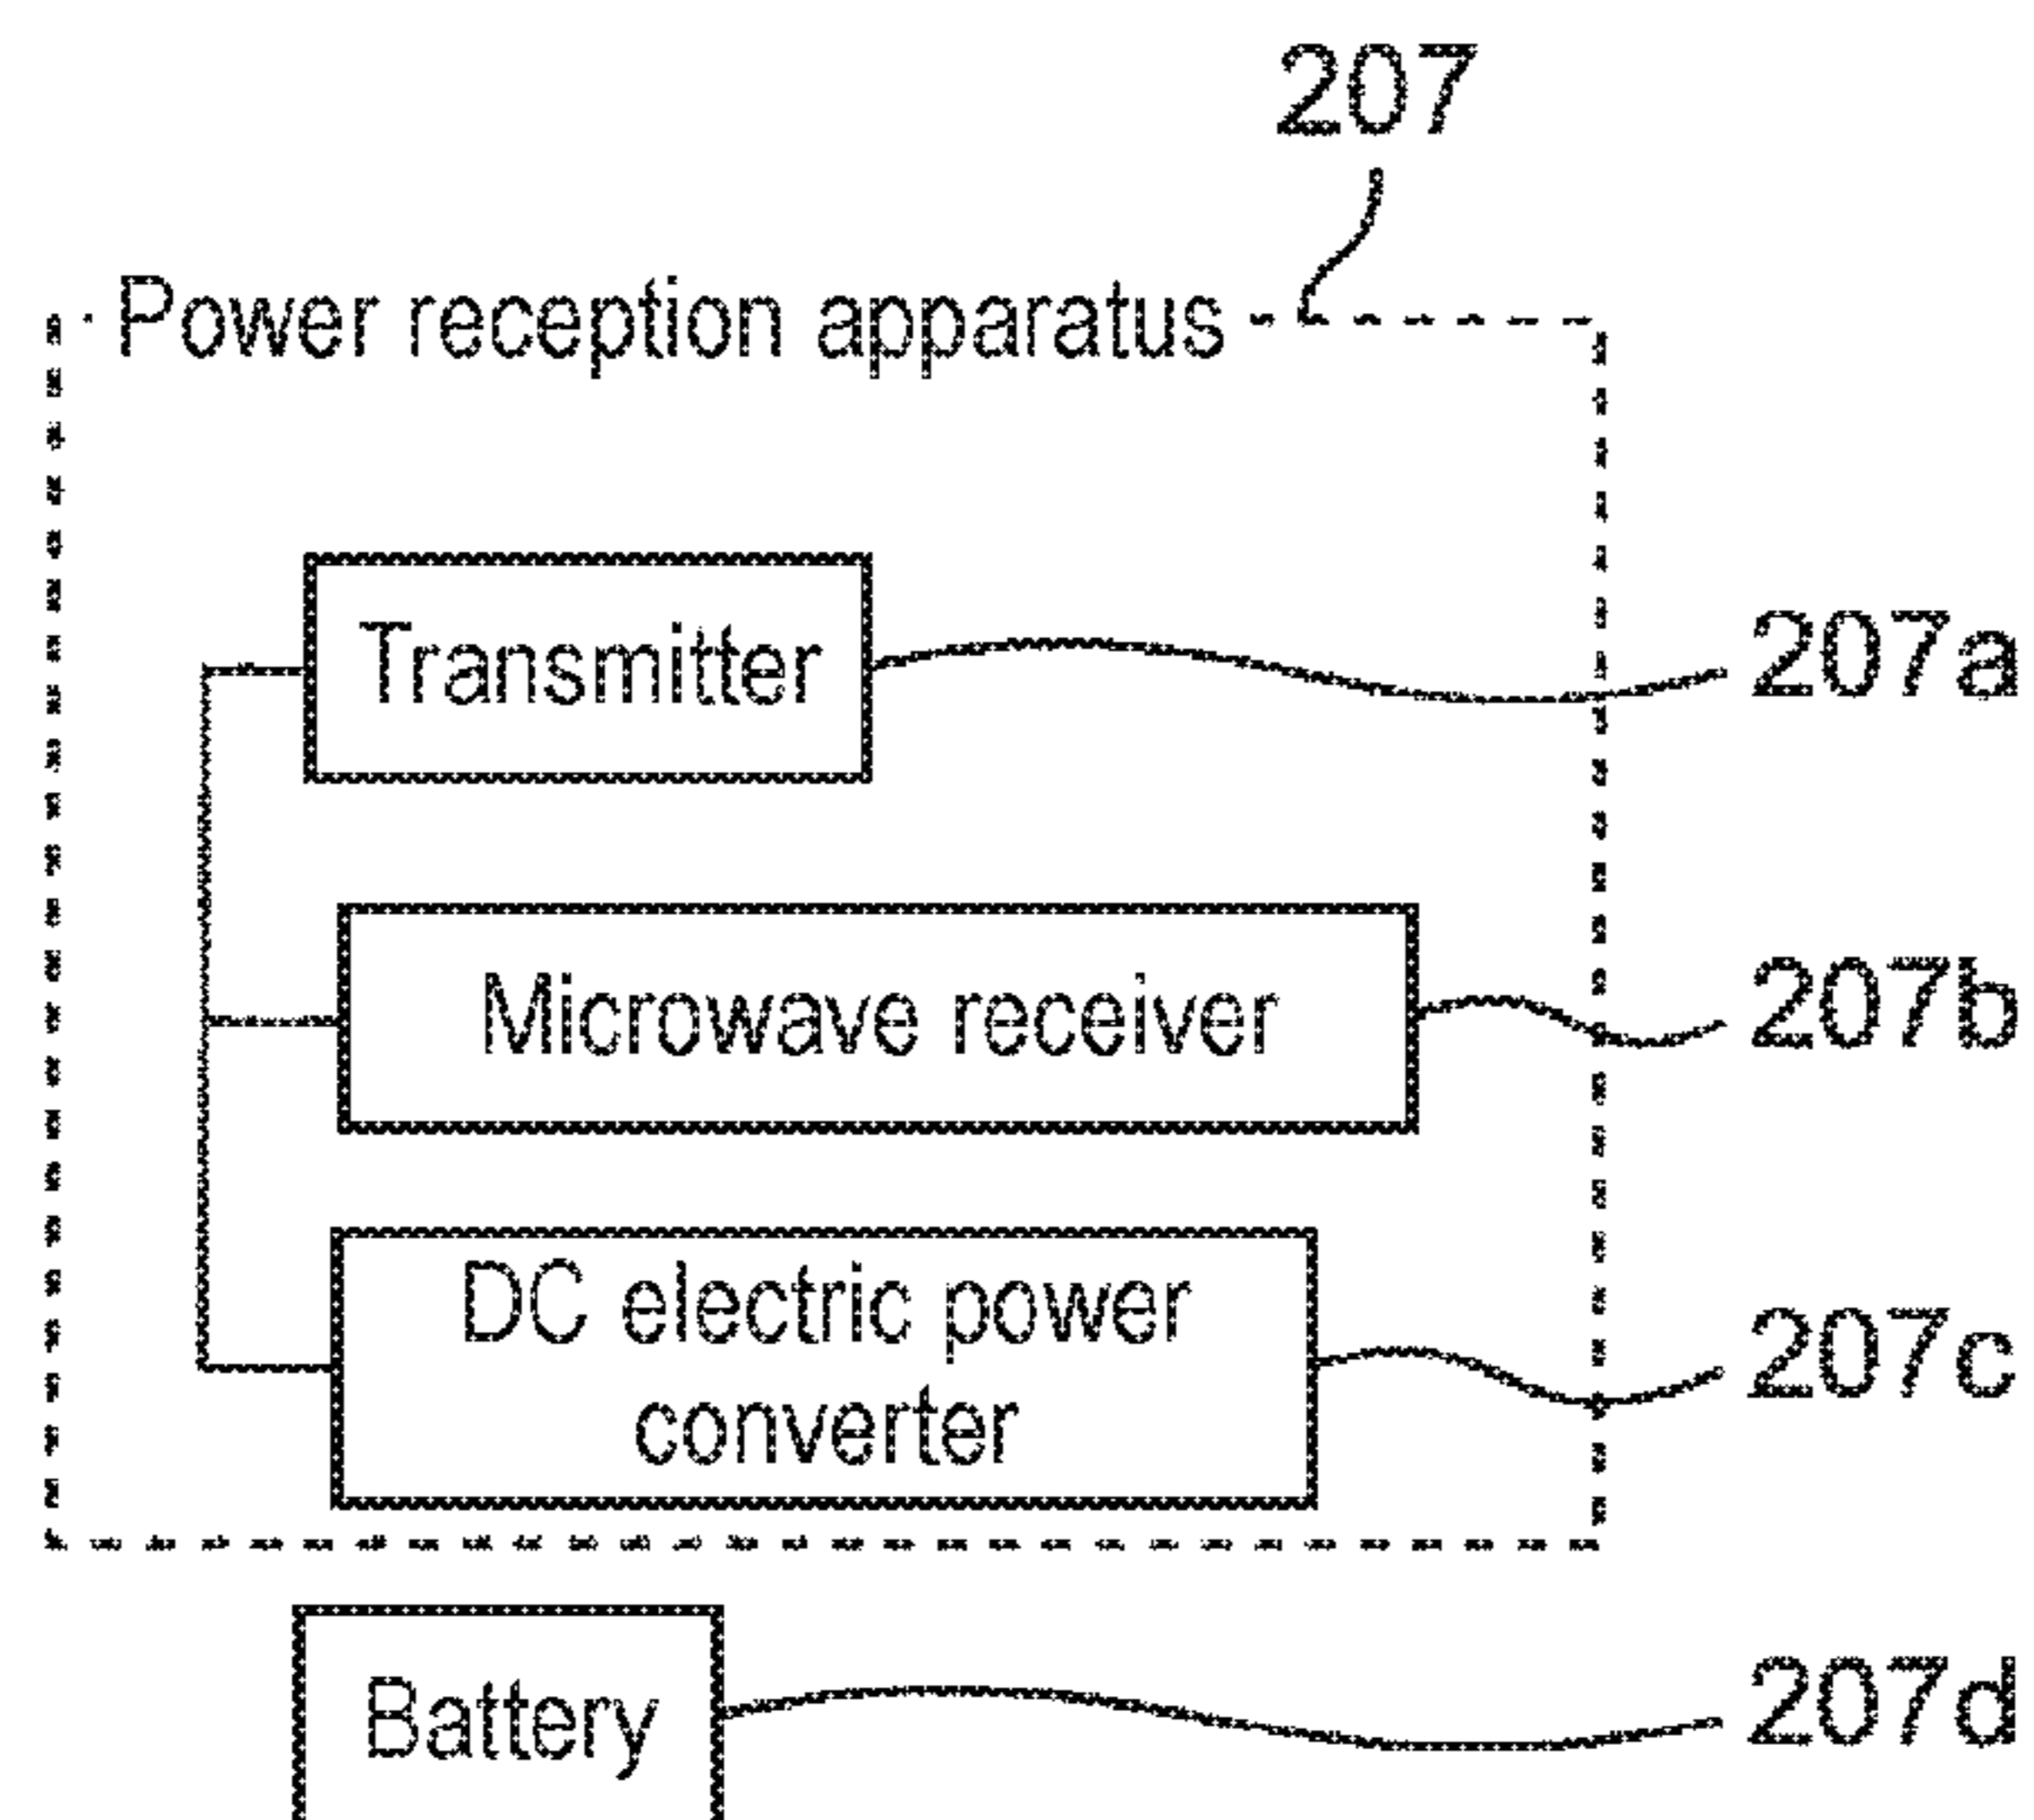 207
Power reception apparatus
Transmitter
207a
Microwave receiver
207b
DC electric power
converter
207c
Battery
207d